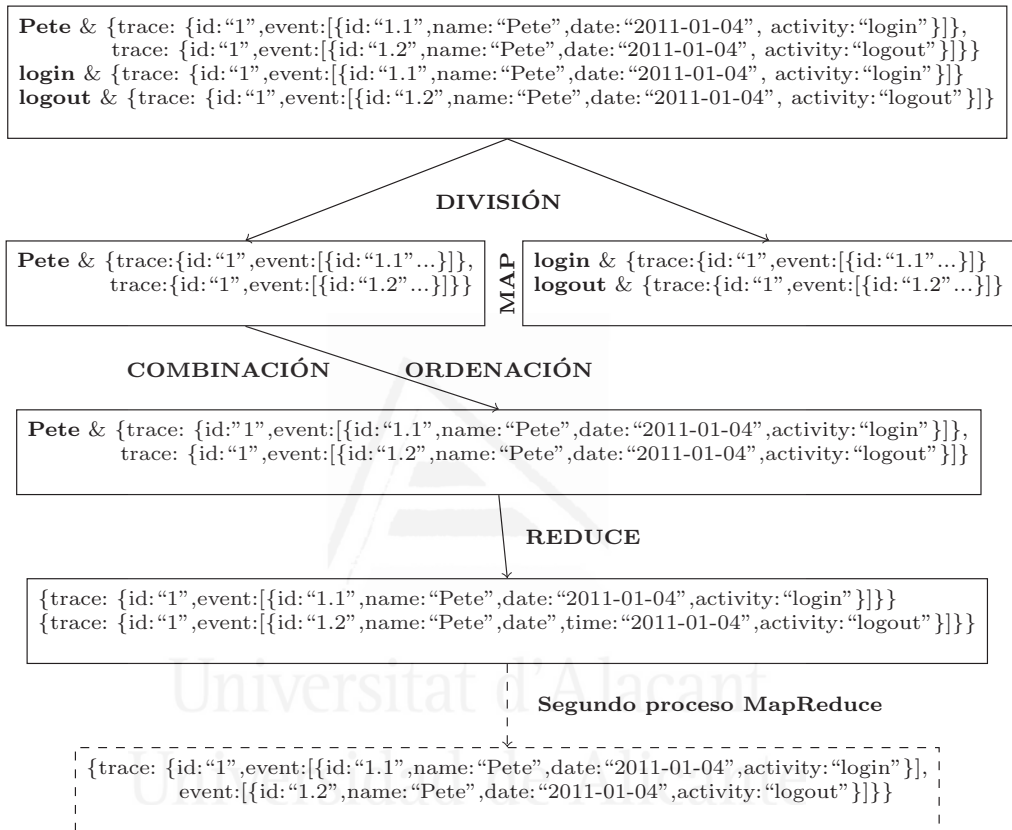 Pete & {trace: {id:“1”,event:[{id:“1.1”,name:“Pete”,date:“2011-01-04”, activity:“login”}]},
trace: {id:“1”,event:[{id:“1.2”,name:“Pete”,date:“2011-01-04”, activity:“logout”}]}}
login & {trace: {id:“1”,event:[{id:“1.1”,name:“Pete”,date:“2011-01-04”, activity:“login”}]}
logout & {trace: {id:“1”,event:[{id:“1.2”,name:“Pete”,date:“2011-01-04”, activity:“logout”}]}
DIVISIÓN
Pete & {trace:{id:“1”,event:[{id:“1.1”...}]},
trace:{id:“1”,event:[{id:“1.2”...}]}}
MAP
login & {trace:{id:“1”,event:[{id:“1.1”...}]}
logout & {trace:{id:“1”,event:[{id:“1.2”...}]}
COMBINACIÓN ORDENACIÓN
Pete & {trace: {id:”1”,event:[{id:“1.1”,name:“Pete”,date:“2011-01-04”,activity:“login”}]},
trace: {id:“1”,event:[{id:“1.2”,name:“Pete”,date:“2011-01-04”,activity:“logout”}]}
REDUCE
{trace: {id:“1”,event:[{id:“1.1”,name:“Pete”,date:“2011-01-04”,activity:“login”}]}}
{trace: {id:“1”,event:[{id:“1.2”,name:“Pete”,date”,time:“2011-01-04”,activity:“logout”}]}}
Universitat d'Alacant
Segundo proceso MapReduce
{trace: {id:“1”,event:[{id:“1.1”,name:“Pete”,date:“2011-01-04”,activity:“login”}],
event:[{id:“1.2”,name:“Pete”,date:“2011-01-04”,activity:“logout”}]}}
Universidad de Alicante